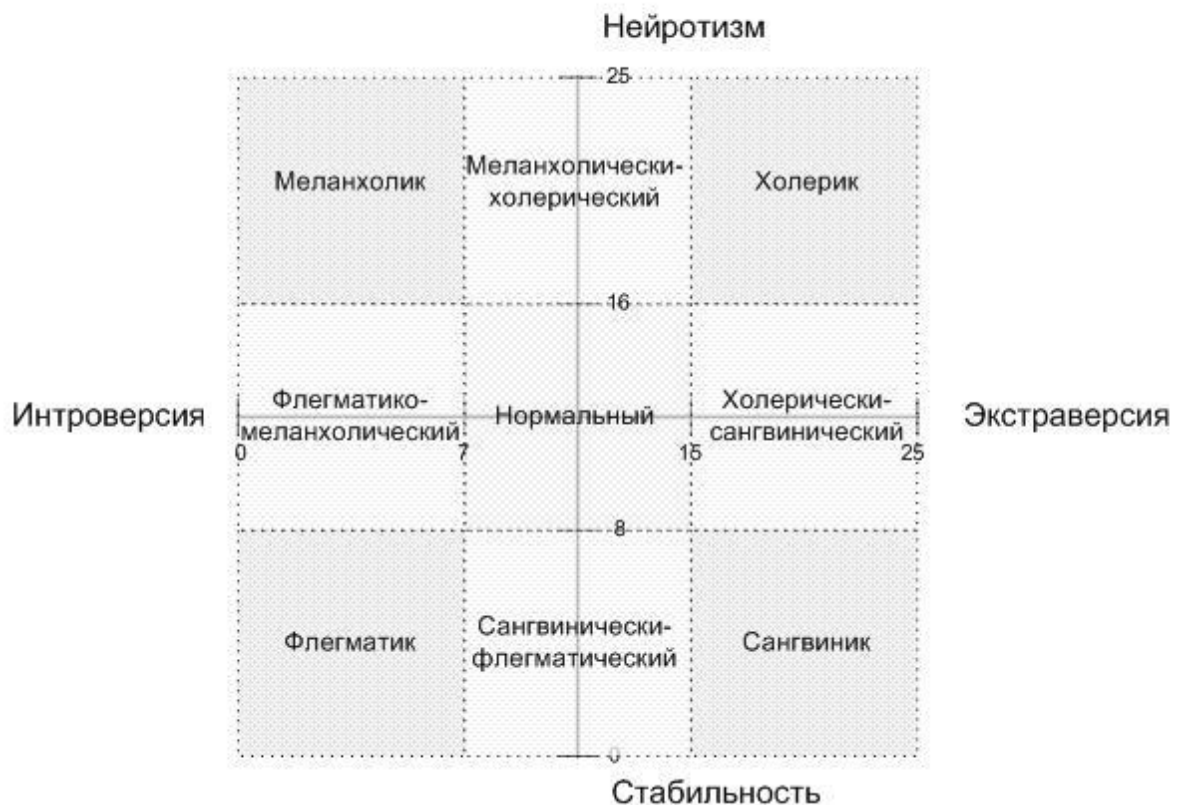 Нейротизм
25
Меланхолик
Меланхолически-
холерический
Холерик
16
Интроверсия
Флегматико-
меланхолический
Нормальный
Холерически-
сангвинический
Экстраверсия
0
7
15
25
8
Флегматик
Сангвинически-
флегматический
Сангвиник
0
Стабильность